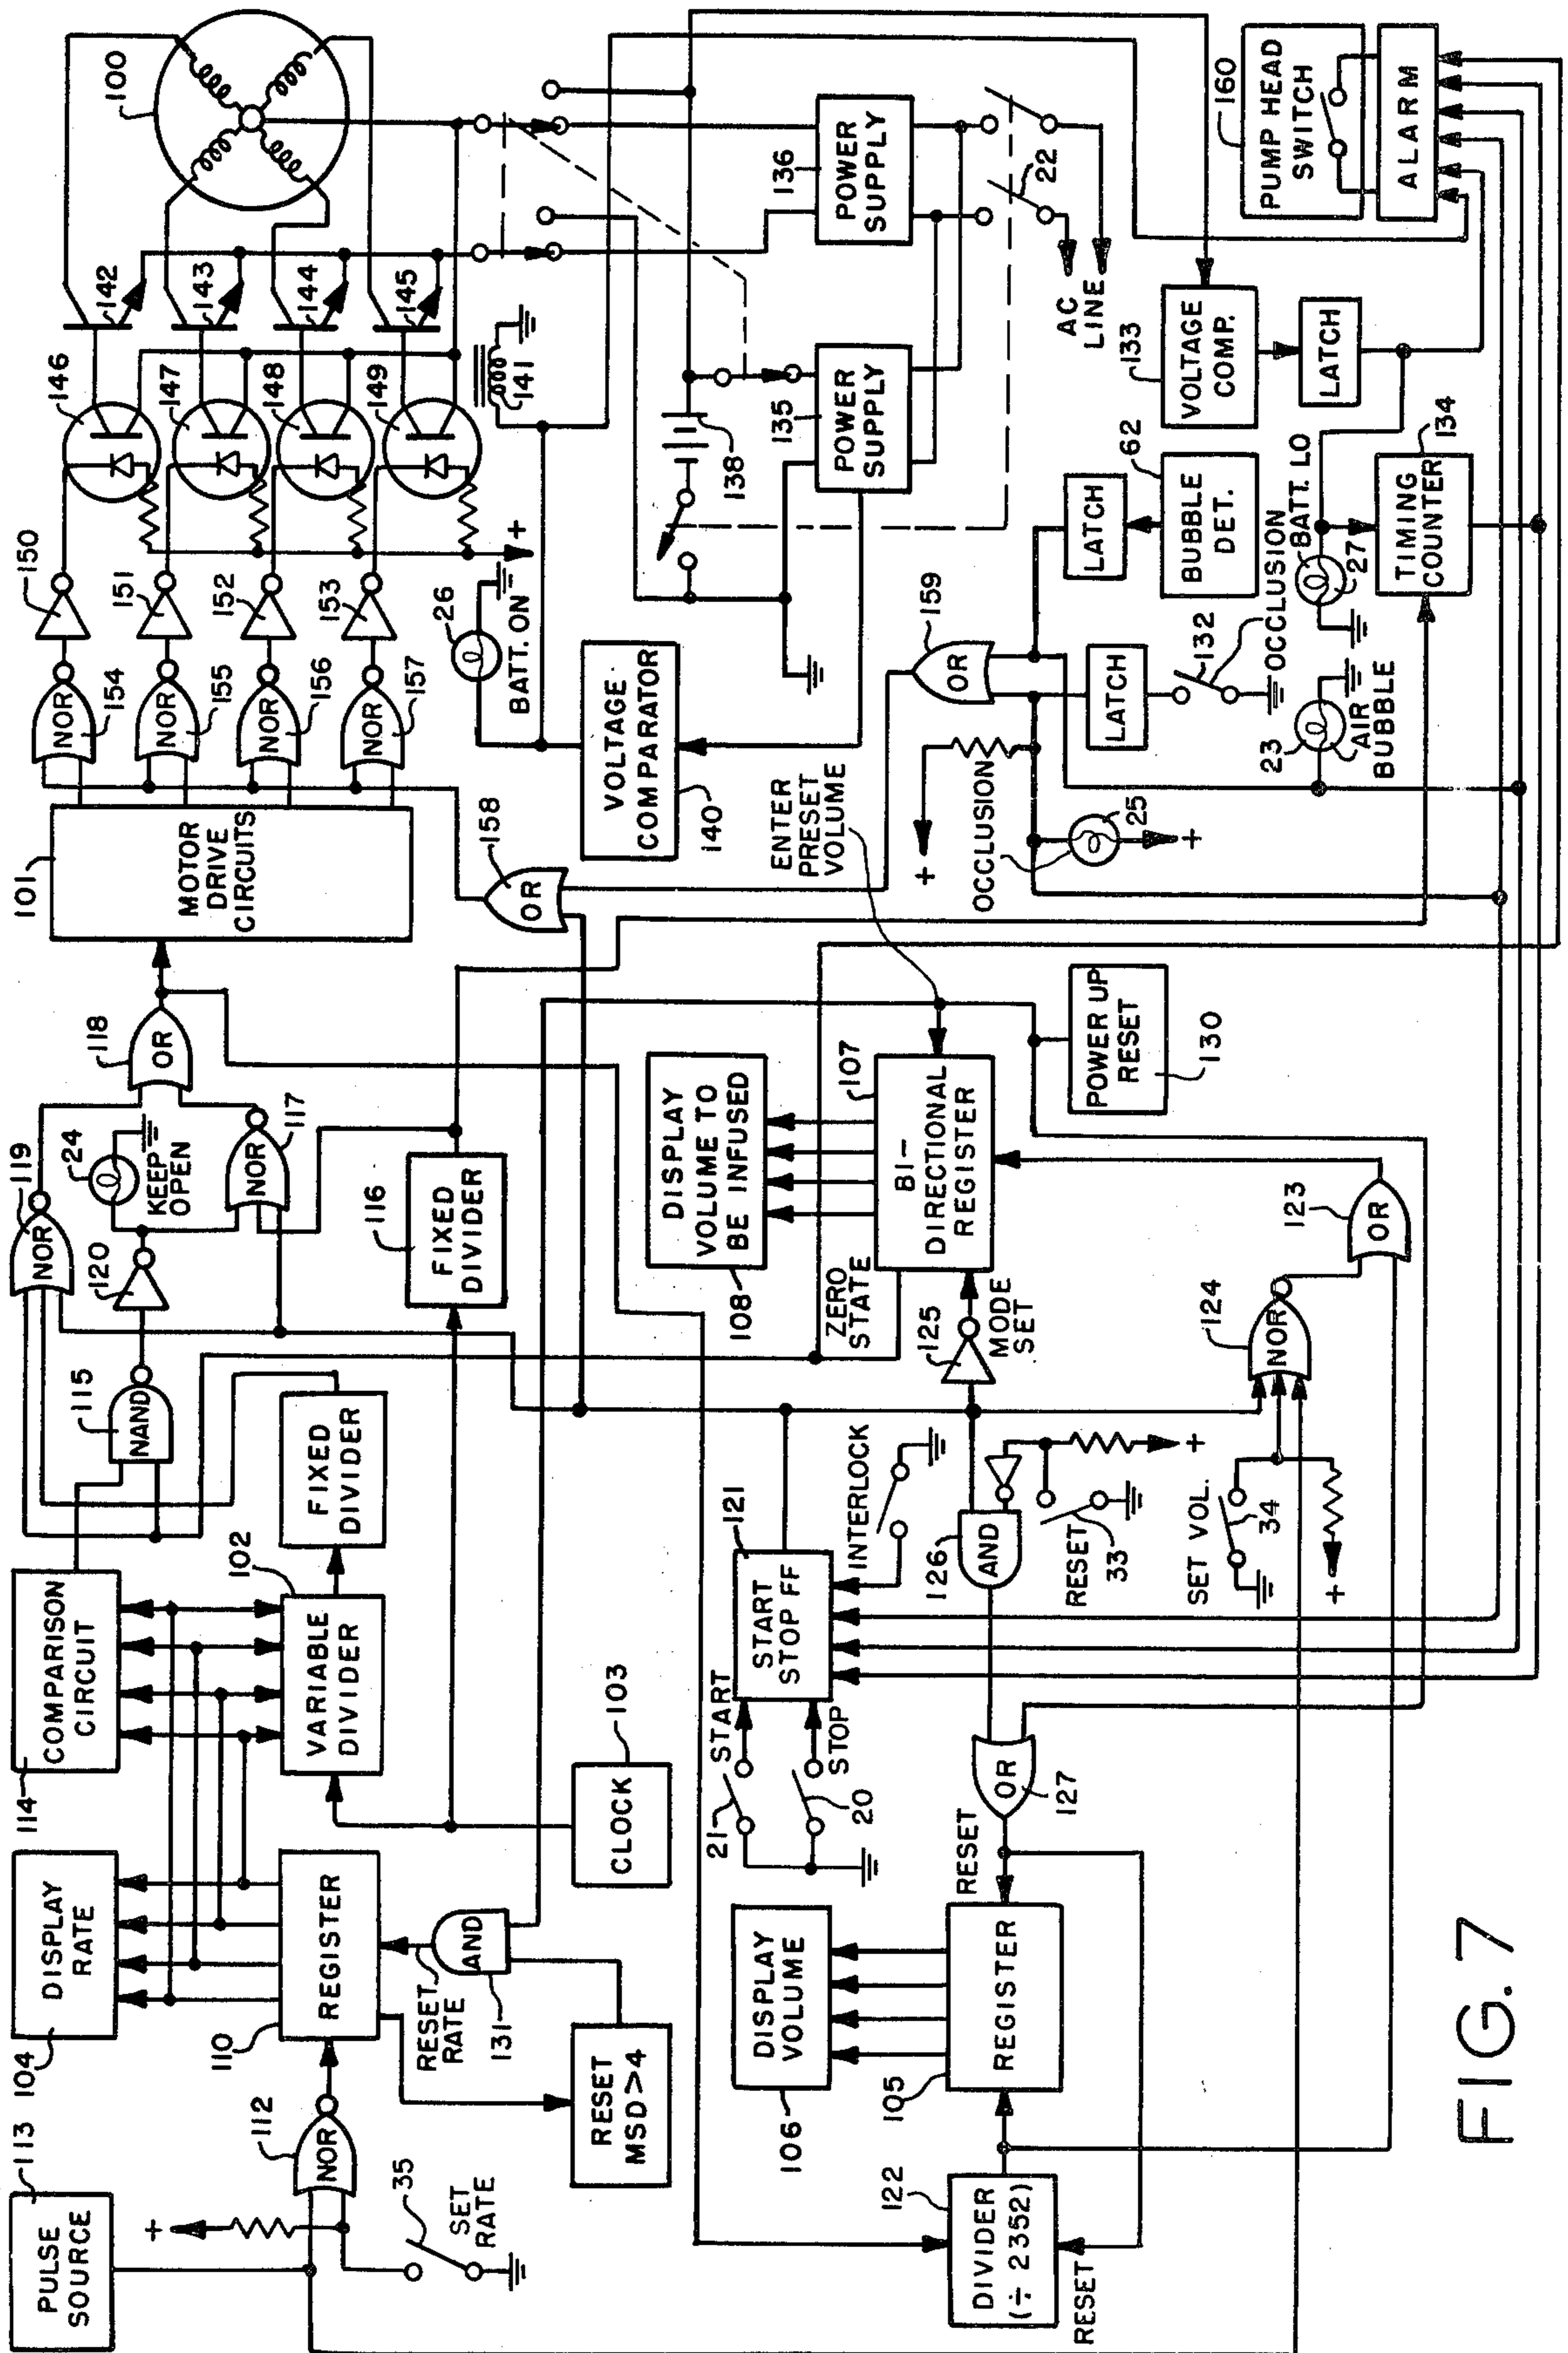 113
PULSE
SOURCE
+
112
NOR
35
SET
RATE
104
DISPLAY
RATE
110
REGISTER
RESET
RATE
AND
131
RESET
MSD>4
114
COMPARISON
CIRCUIT
102
VARIABLE
DIVIDER
103
CLOCK
115
NAND
FIXED
DIVIDER
119
NOR
120
24
KEEP
OPEN
NOR
117
116
FIXED
DIVIDER
118
OR
101
MOTOR
DRIVE
CIRCUITS
158
OR
NOR
154
NOR
155
NOR
156
NOR
157
150
151
152
153
146
147
148
149
142
143
144
145
100
+
141
26
BATT. ON
VOLTAGE
COMPARATOR
140
138
135
POWER
SUPPLY
136
POWER
SUPPLY
22
AC
LINE
122
DIVIDER
(÷ 2352)
RESET
106
DISPLAY
VOLUME
105
REGISTER
RESET
OR
127
21
START
20
STOP
121
START
STOP FF
INTERLOCK
126
AND
RESET
33
+
125
MODE
SET
ZERO
STATE
108
DISPLAY
VOLUME TO
BE INFUSED
107
BI-
DIRECTIONAL
REGISTER
ENTER
PRESET
VOLUME
POWER UP
RESET
130
SET VOL.
34
+
124
NOR
123
OR
159
OR
+
OCCLUSION
25
+
LATCH
132
OCCLUSION
23
AIR
BUBBLE
LATCH
62
BUBBLE
DET.
BATT. LO
27
TIMING
COUNTER
134
133
VOLTAGE
COMP.
LATCH
160
PUMP HEAD
SWITCH
ALARM
FIG. 7